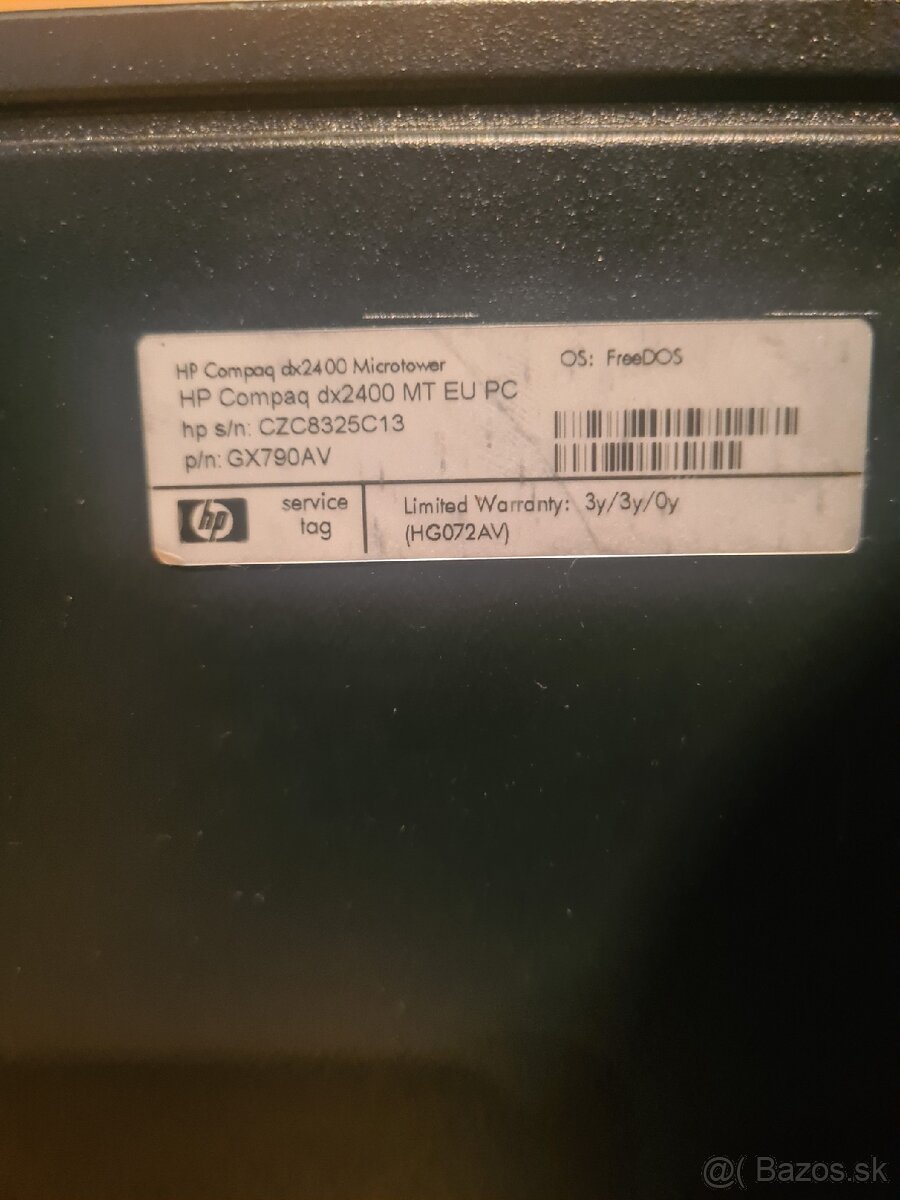 HP Compaq dx2400 Microtower
HP Compaq dx2400 MT EU PC
hp s/n: CZC8325C13
p/n: GX790AV
OS: FreeDOS
hp
service
tag
Limited Warranty: 3y/3y/0y
(HG072AV)
@( Bazos.sk